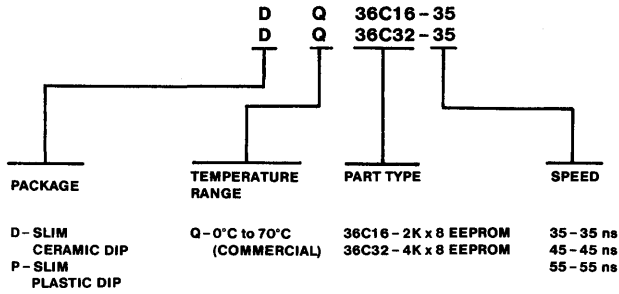 D Q 36C16-35
D Q 36C32-35
PACKAGE
D-SLIM
CERAMIC DIP
P-SLIM
PLASTIC DIP
TEMPERATURE
RANGE
Q-0°C to 70°C
(COMMERCIAL)
PART TYPE
36C16-2K x 8 EEPROM
36C32-4K x 8 EEPROM
SPEED
35-35 ns
45-45 ns
55-55 ns